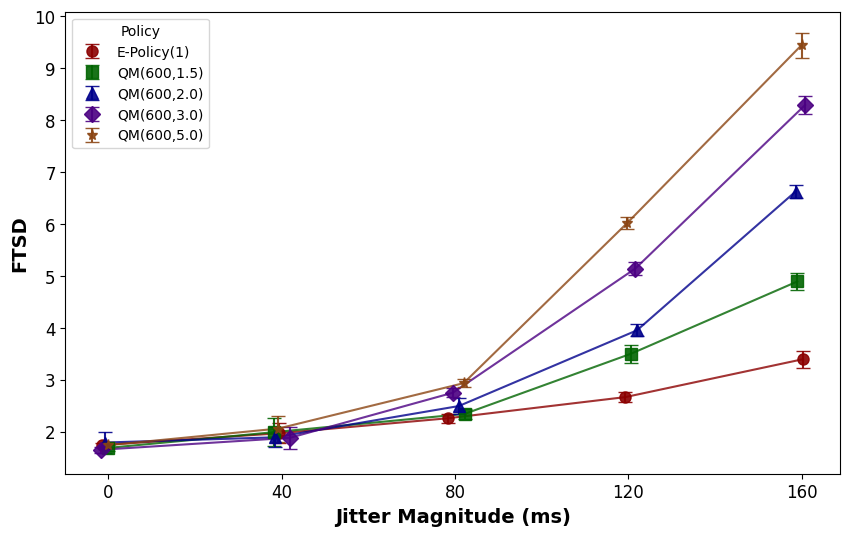 Policy
E-Policy(1)
QM(600,1.5)
QM(600,2.0)
QM(600,3.0)
QM(600,5.0)
FTSD
10
9
8
7
6
5
4
3
2
0 40 80 120 160
Jitter Magnitude (ms)